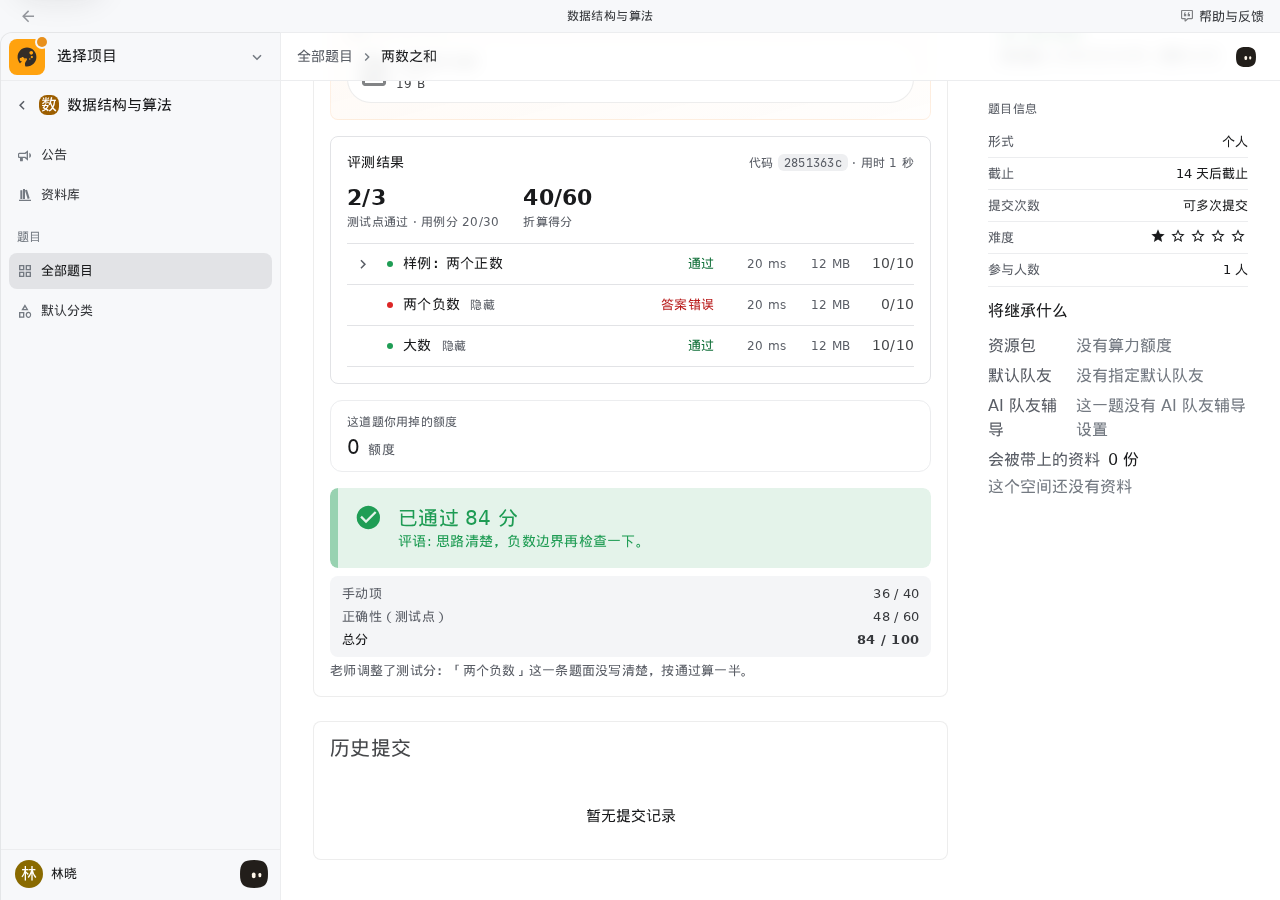 数据结构与算法
帮助与反馈
选择项目
全部题目 › 两数之和
数 数据结构与算法
公告
资料库
题目
全部题目
默认分类
林 林晓
19 B
评测结果
代码 2851363c · 用时 1 秒
2/3
测试点通过 · 用例分 20/30
40/60
折算得分
样例：两个正数 通过 20 ms 12 MB 10/10
两个负数 隐藏 答案错误 20 ms 12 MB 0/10
大数 隐藏 通过 20 ms 12 MB 10/10
这道题你用掉的额度
0 额度
已通过 84 分
评语: 思路清楚，负数边界再检查一下。
手动项 36 / 40
正确性（测试点） 48 / 60
总分 84 / 100
老师调整了测试分：「两个负数」这一条题面没写清楚，按通过算一半。
历史提交
暂无提交记录
题目信息
形式 个人
截止 14 天后截止
提交次数 可多次提交
难度
参与人数 1 人
将继承什么
资源包 没有算力额度
默认队友 没有指定默认队友
AI 队友辅导 这一题没有 AI 队友辅导设置
会被带上的资料 0 份
这个空间还没有资料